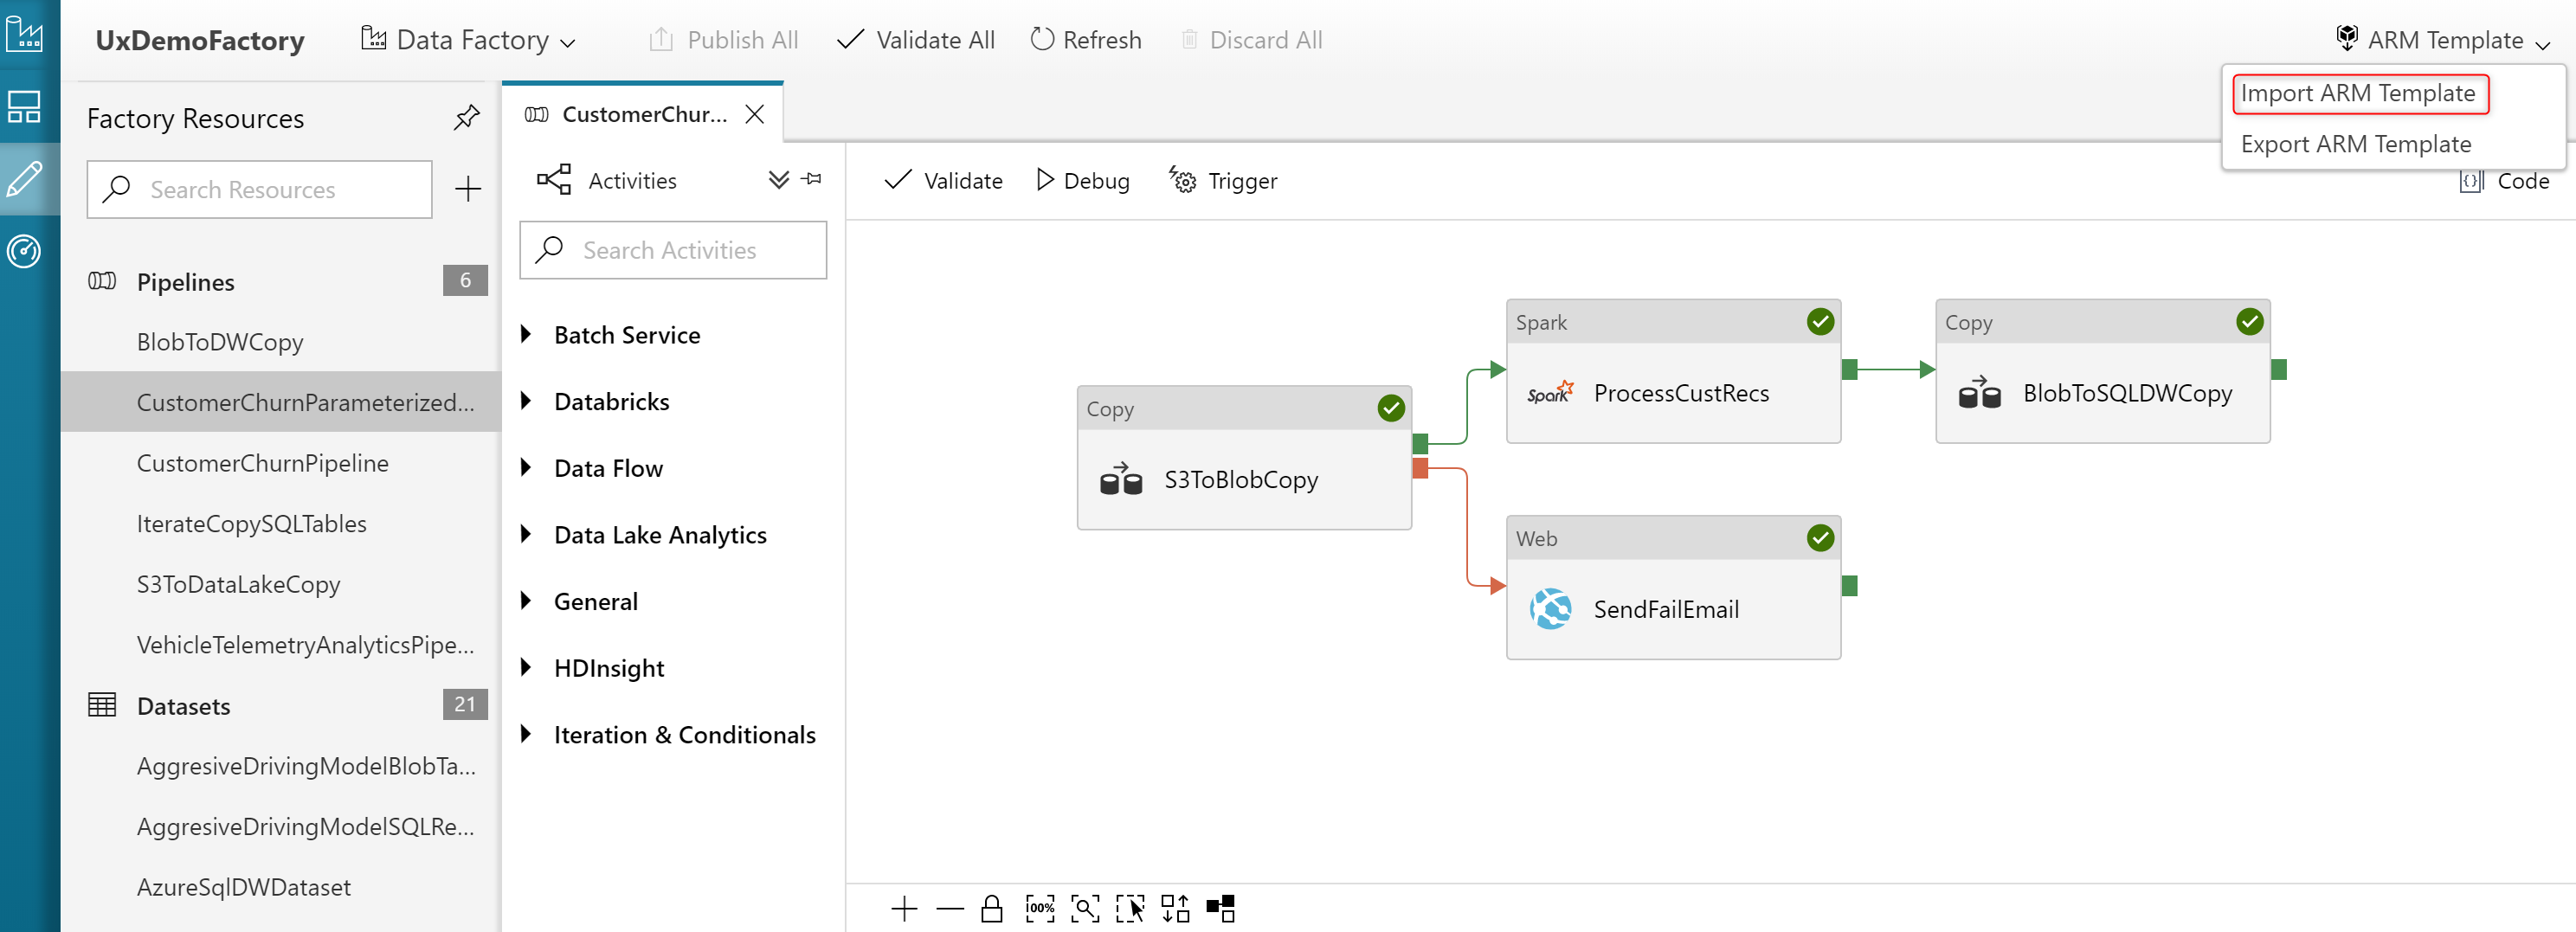 UxDemoFactory
Data Factory
Publish All
Validate All
Refresh
Discard All
ARM Template
Import ARM Template
Export ARM Template
Factory Resources
Search Resources
Pipelines
6
BlobToDWCopy
CustomerChurnParameterized...
CustomerChurnPipeline
IterateCopySQLTables
S3ToDataLakeCopy
VehicleTelemetryAnalyticsPipe...
Datasets
21
AggresiveDrivingModelBlobTa...
AggresiveDrivingModelSQLRe...
AzureSqlDWDataset
CustomerChur...
Activities
Search Activities
Batch Service
Databricks
Data Flow
Data Lake Analytics
General
HDInsight
Iteration & Conditionals
Validate
Debug
Trigger
Code
Copy
S3ToBlobCopy
Spark
Spark
ProcessCustRecs
Copy
BlobToSQLDWCopy
Web
SendFailEmail
100%